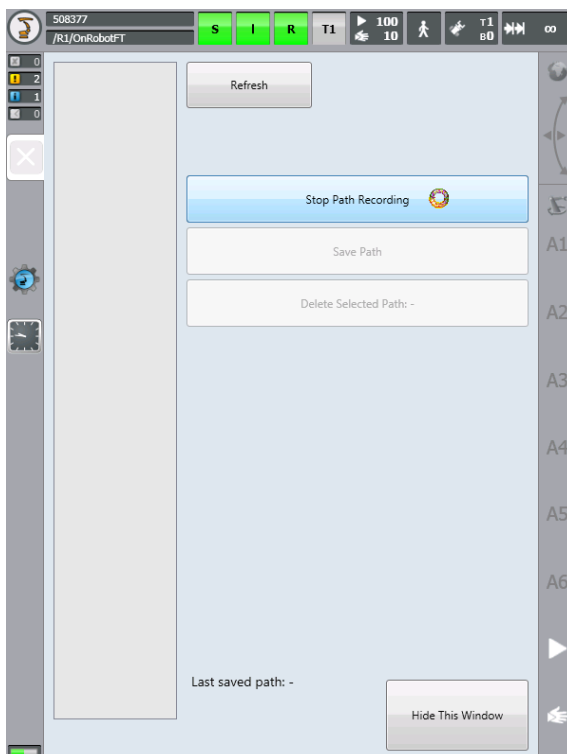 508377
/R1/OnRobotFT
S I R T1
100
10
T1
B0
∞
0
2
1
0
Refresh
Stop Path Recording
Save Path
Delete Selected Path: -
A1
A2
A3
A4
A5
A6
Last saved path: -
Hide This Window